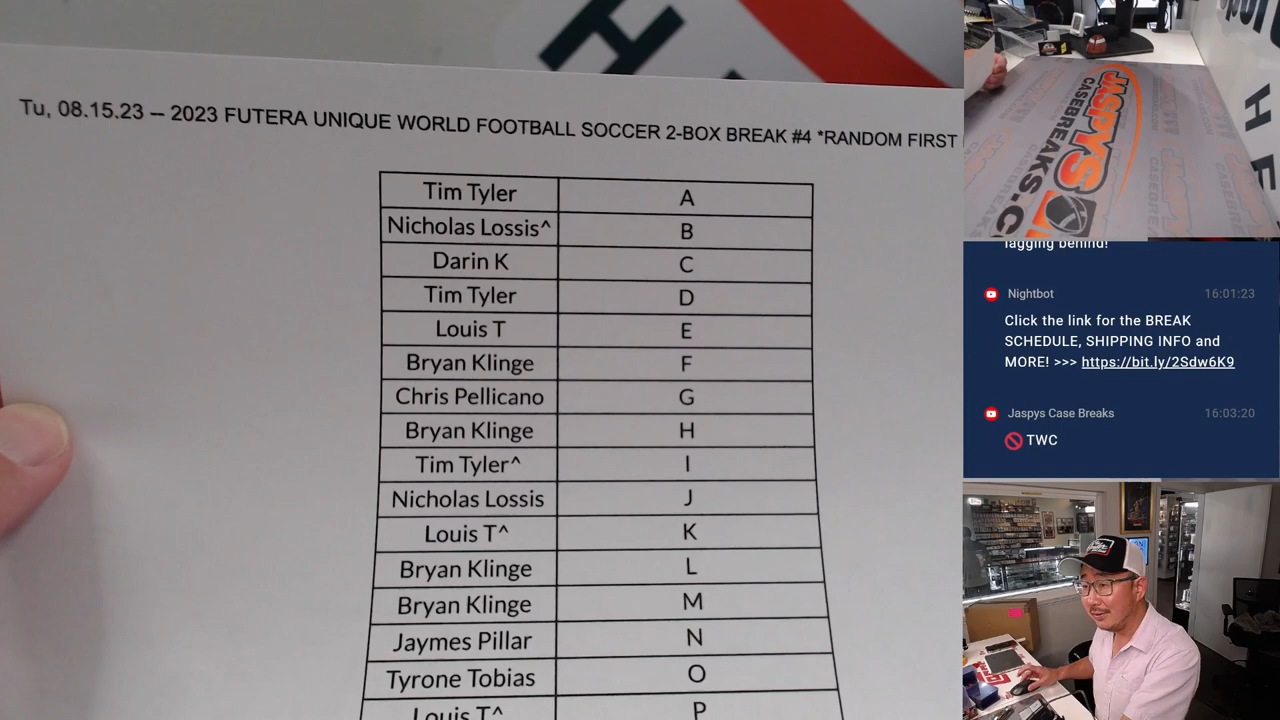 Tu, 08.15.23 – 2023 FUTERA UNIQUE WORLD FOOTBALL SOCCER 2-BOX BREAK #4 *RANDOM FIRST
Tim Tyler A
Nicholas Lossis^ B
Darin K C
Tim Tyler D
Louis T E
Bryan Klinge F
Chris Pellicano G
Bryan Klinge H
Tim Tyler^ I
Nicholas Lossis J
Louis T^ K
Bryan Klinge L
Bryan Klinge M
Jaymes Pillar N
Tyrone Tobias O
Louis T^ P
JASPYS
CASEBREAKS.C
H
E
lagging behind!
Nightbot 16:01:23
Click the link for the BREAK
SCHEDULE, SHIPPING INFO and
MORE! >>> https://bit.ly/2Sdw6K9
Jaspys Case Breaks 16:03:20
🚫 TWC